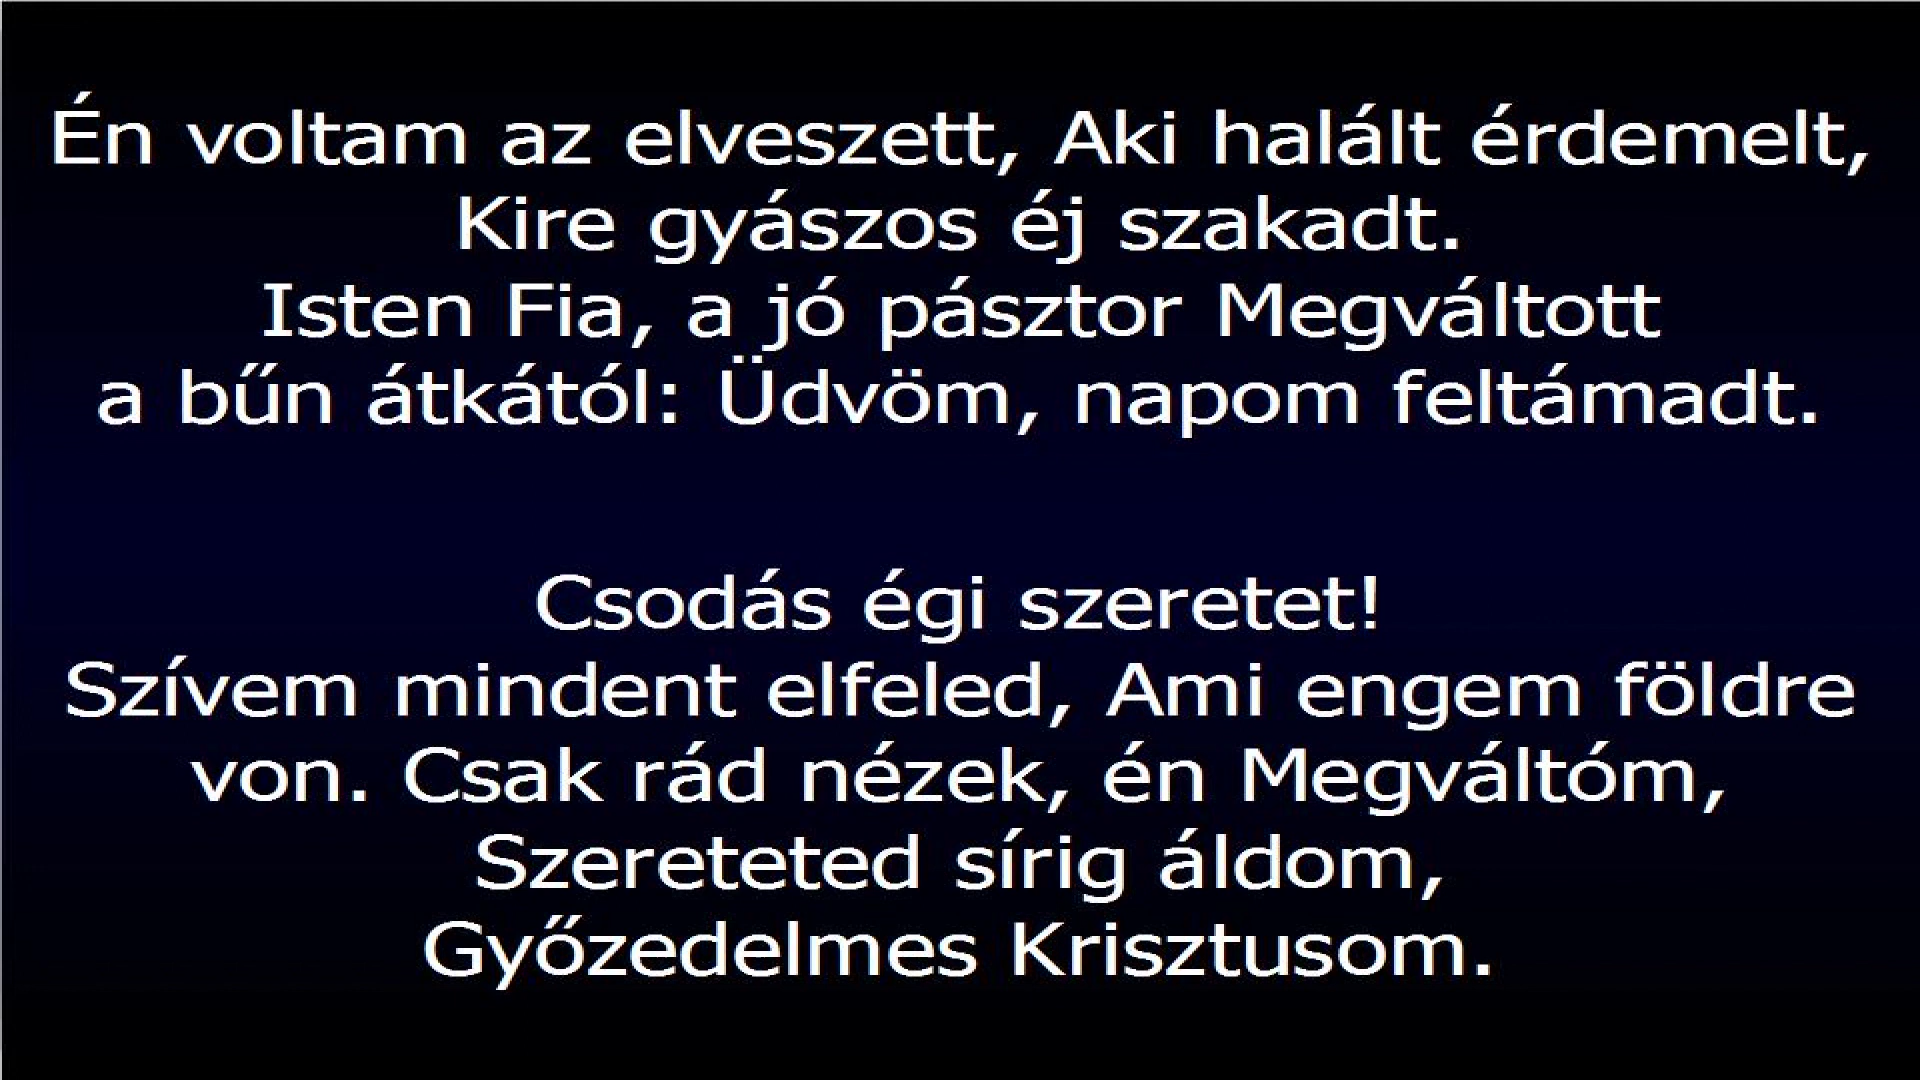 Én voltam az elveszett, Aki halált érdemelt,
Kire gyászos éj szakadt.
Isten Fia, a jó pásztor Megváltott
a bűn átkától: Üdvöm, napom feltámadt.
Csodás égi szeretet!
Szívem mindent elfeled, Ami engem földre
von. Csak rád nézek, én Megváltóm,
Szereteted sírig áldom,
Győzedelmes Krisztusom.